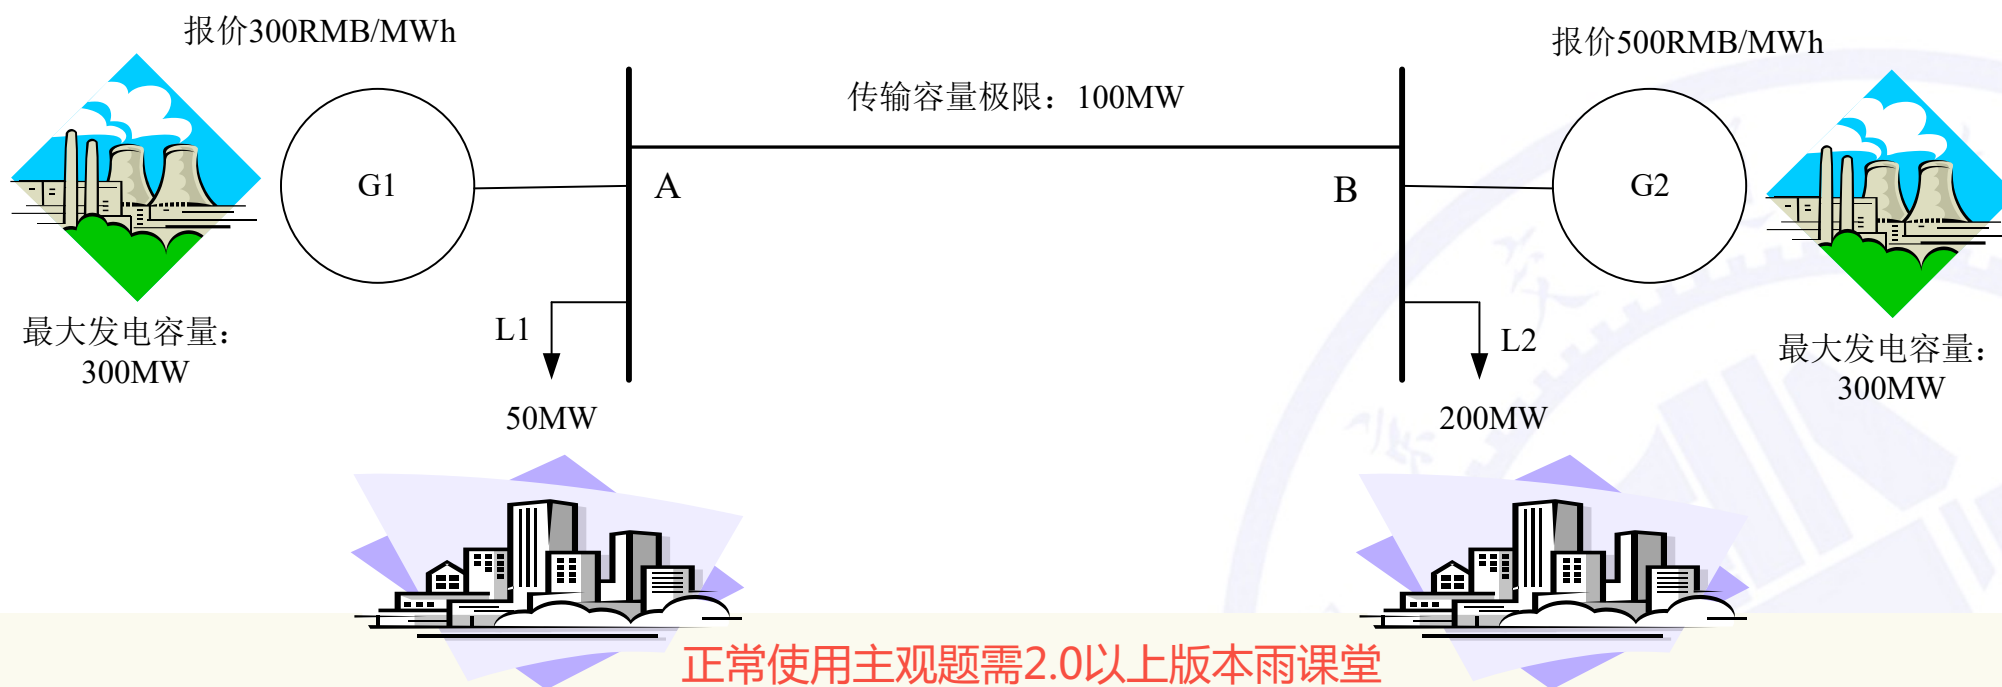 报价300RMB/MWh
报价500RMB/MWh
传输容量极限：100MW
G1
A
B
G2
L1
L2
最大发电容量：
300MW
最大发电容量：
300MW
50MW
200MW
正常使用主观题需2.0以上版本雨课堂